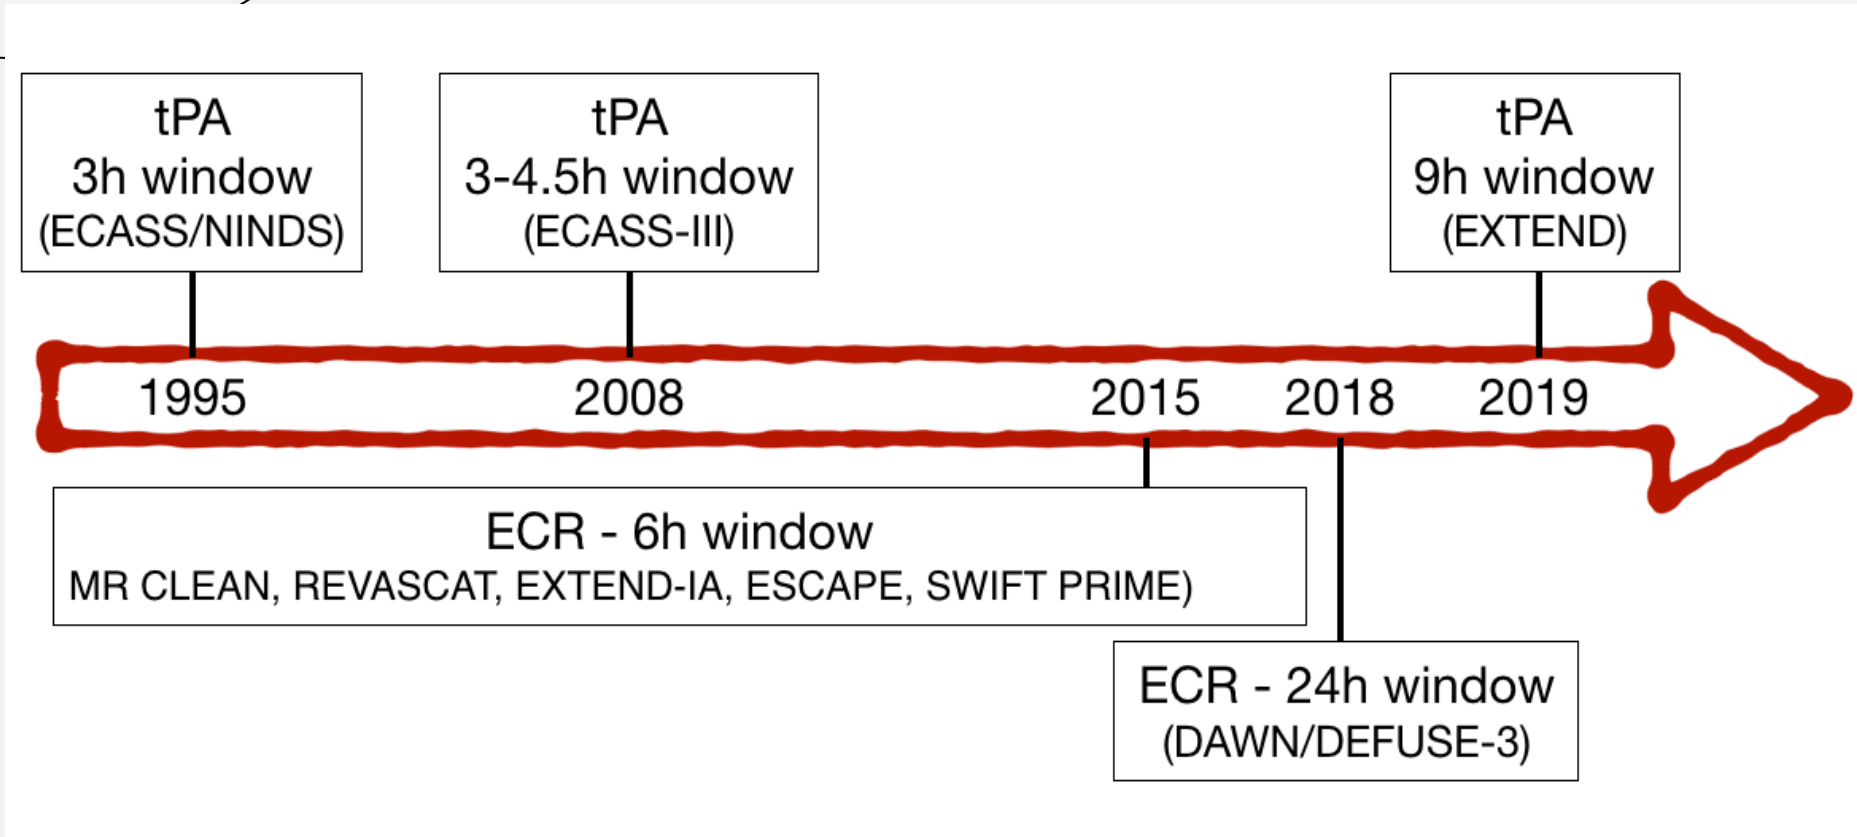 tPA
3h window
(ECASS/NINDS)
tPA
3-4.5h window
(ECASS-III)
tPA
9h window
(EXTEND)
1995
2008
2015
2018
2019
ECR - 6h window
MR CLEAN, REVASCAT, EXTEND-IA, ESCAPE, SWIFT PRIME)
ECR - 24h window
(DAWN/DEFUSE-3)